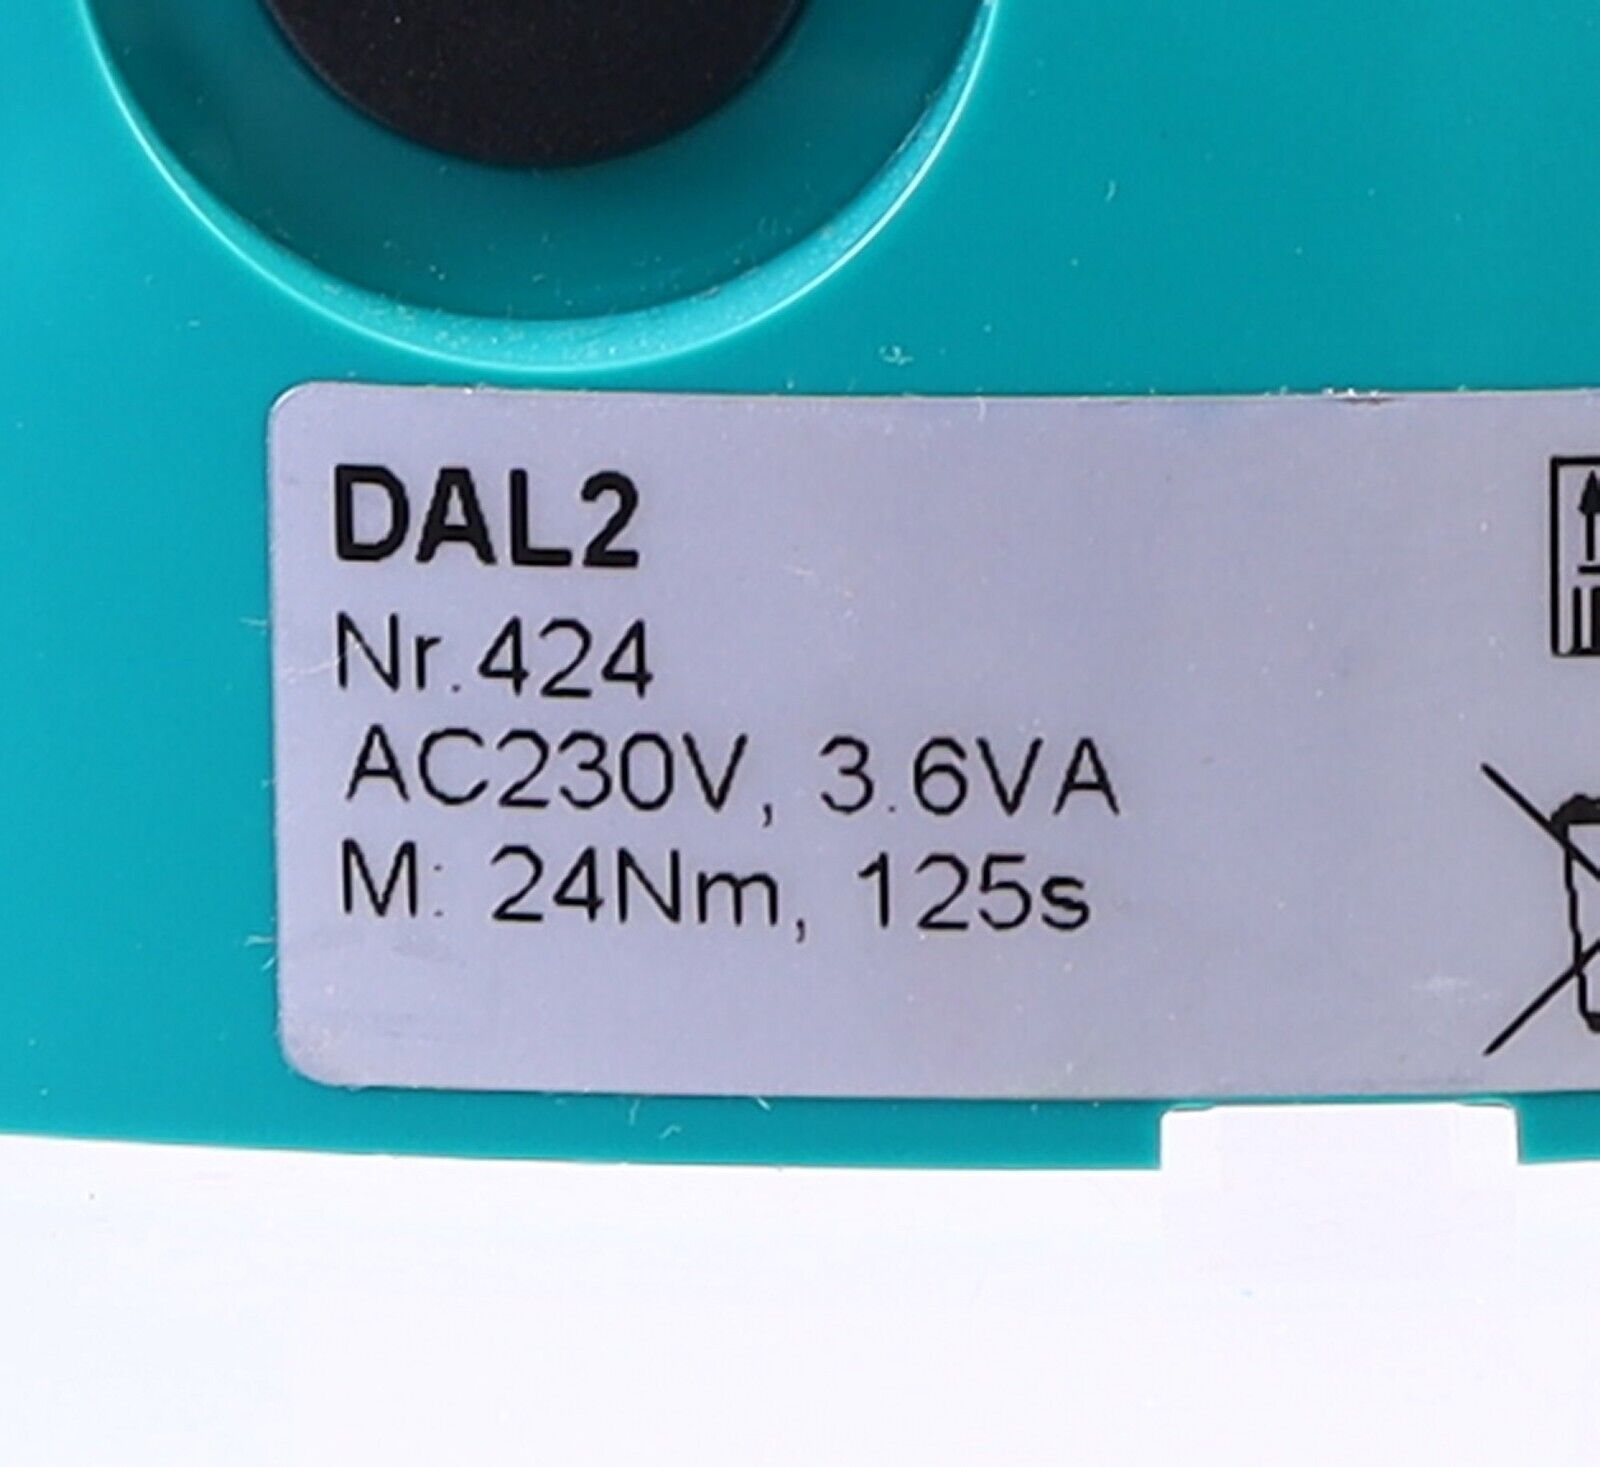 DAL2
Nr.424
AC230V, 3.6VA
M: 24Nm, 125s